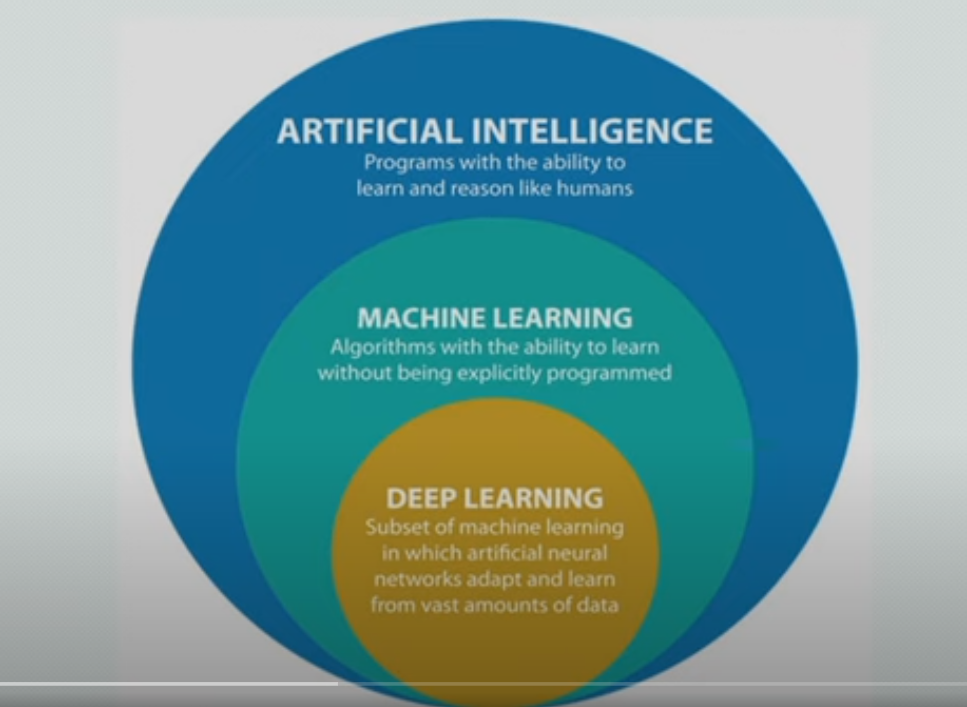 ARTIFICIAL INTELLIGENCE
Programs with the ability to
learn and reason like humans
MACHINE LEARNING
Algorithms with the ability to learn
without being explicitly programmed
DEEP LEARNING
Subset of machine learning
in which artificial neural
networks adapt and learn
from vast amounts of data